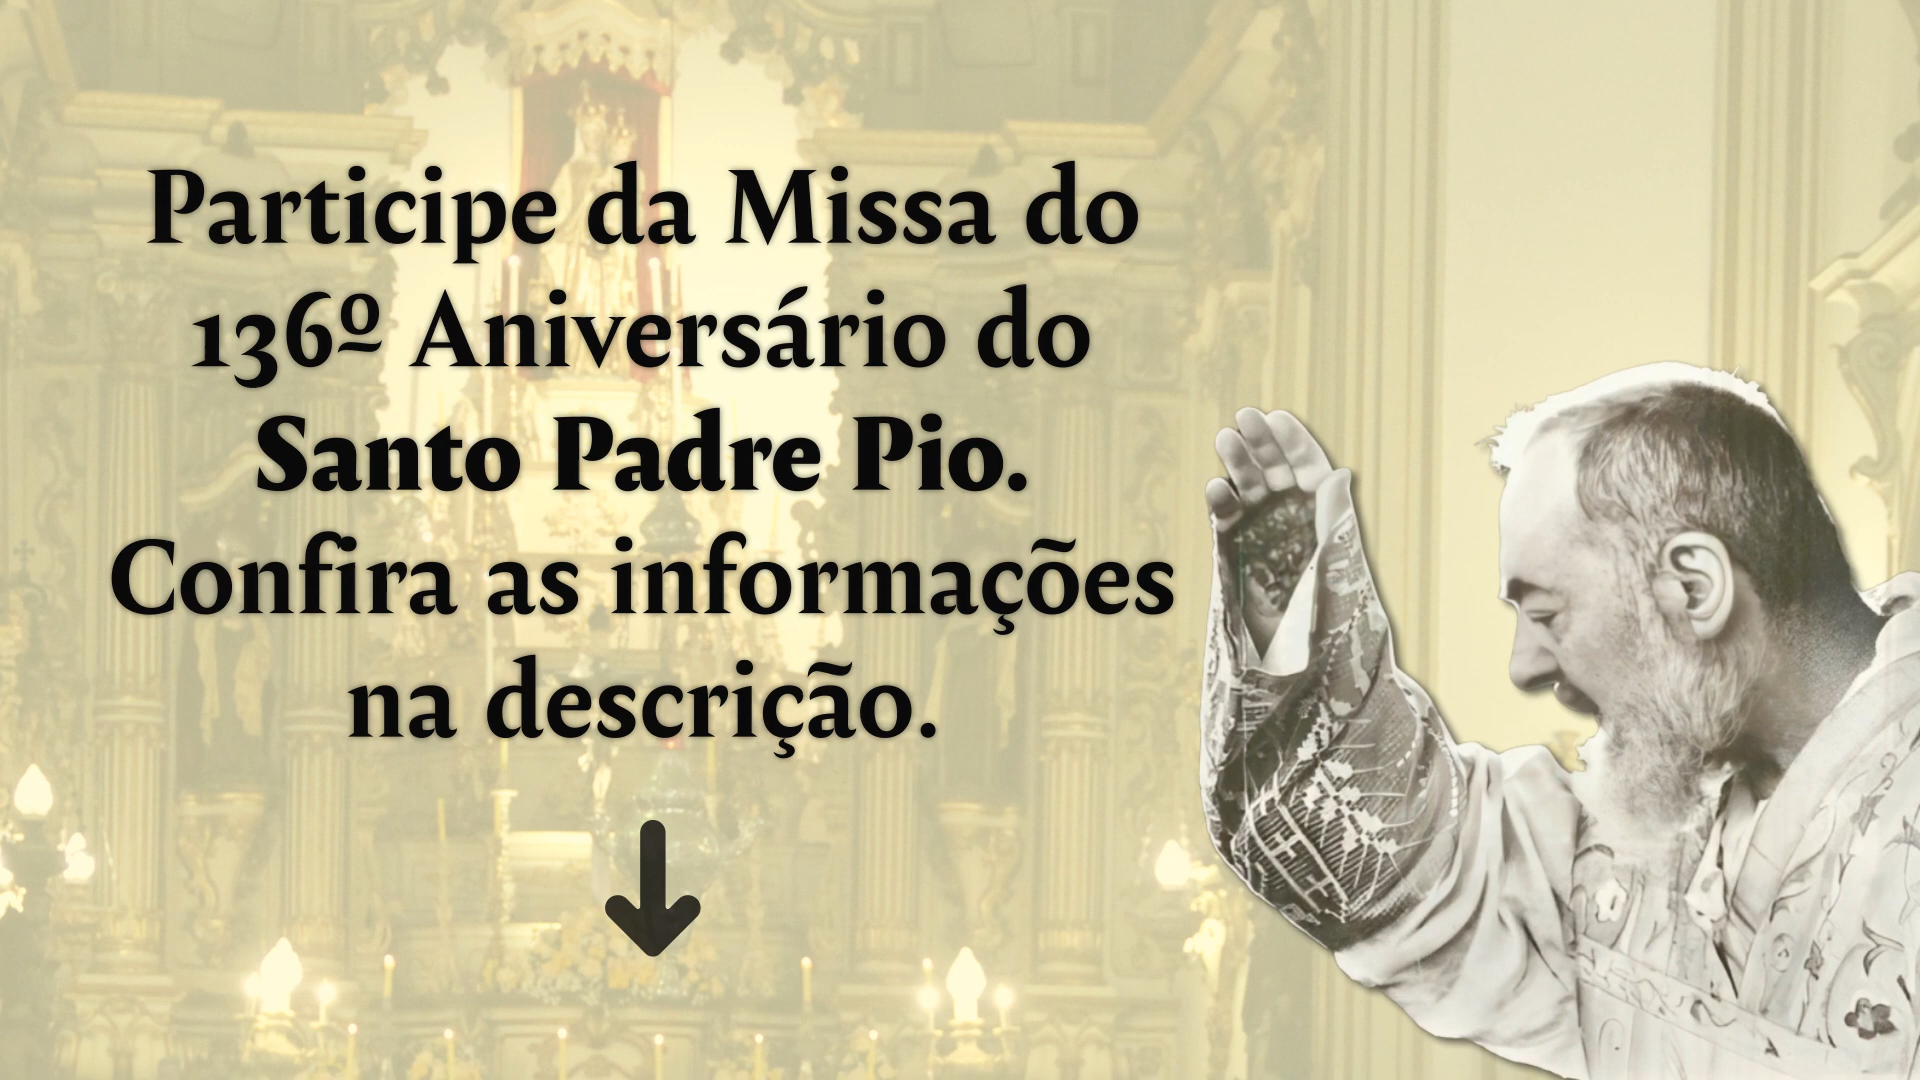 Participe da Missa do
136º Aniversário do
Santo Padre Pio.
Confira as informações
na descrição.